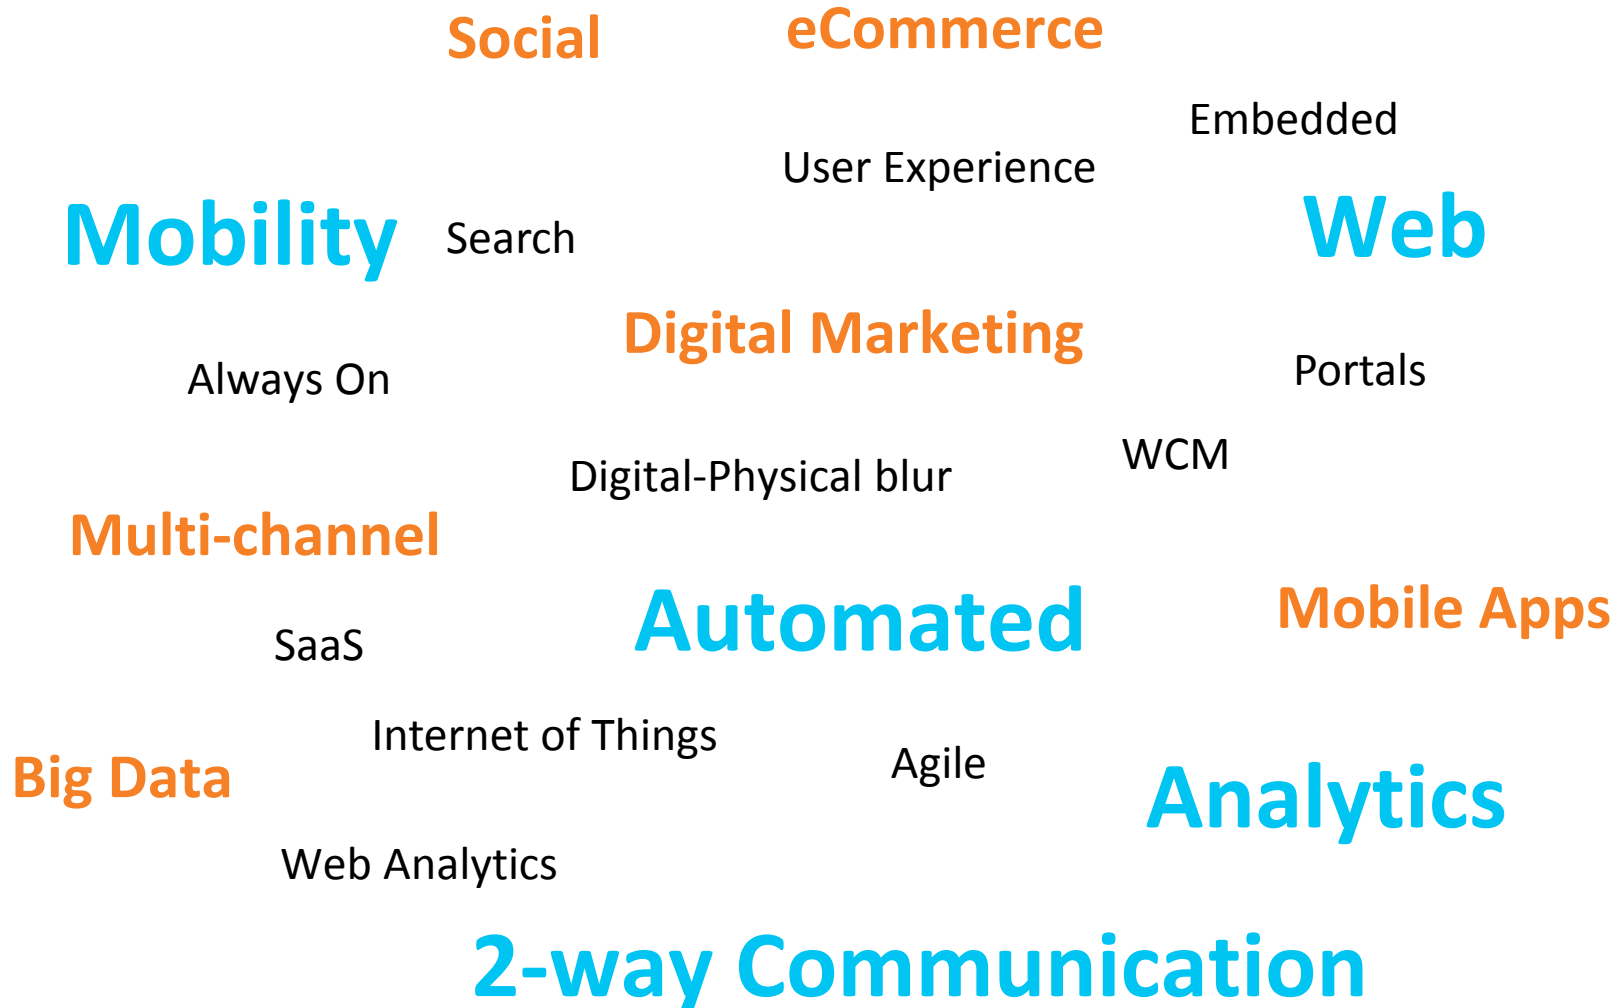 Social
eCommerce
Embedded
User Experience
Mobility
Search
Web
Digital Marketing
Always On
Portals
Digital-Physical blur
WCM
Multi-channel
Automated
Mobile Apps
SaaS
Internet of Things
Agile
Big Data
Analytics
Web Analytics
2-way Communication